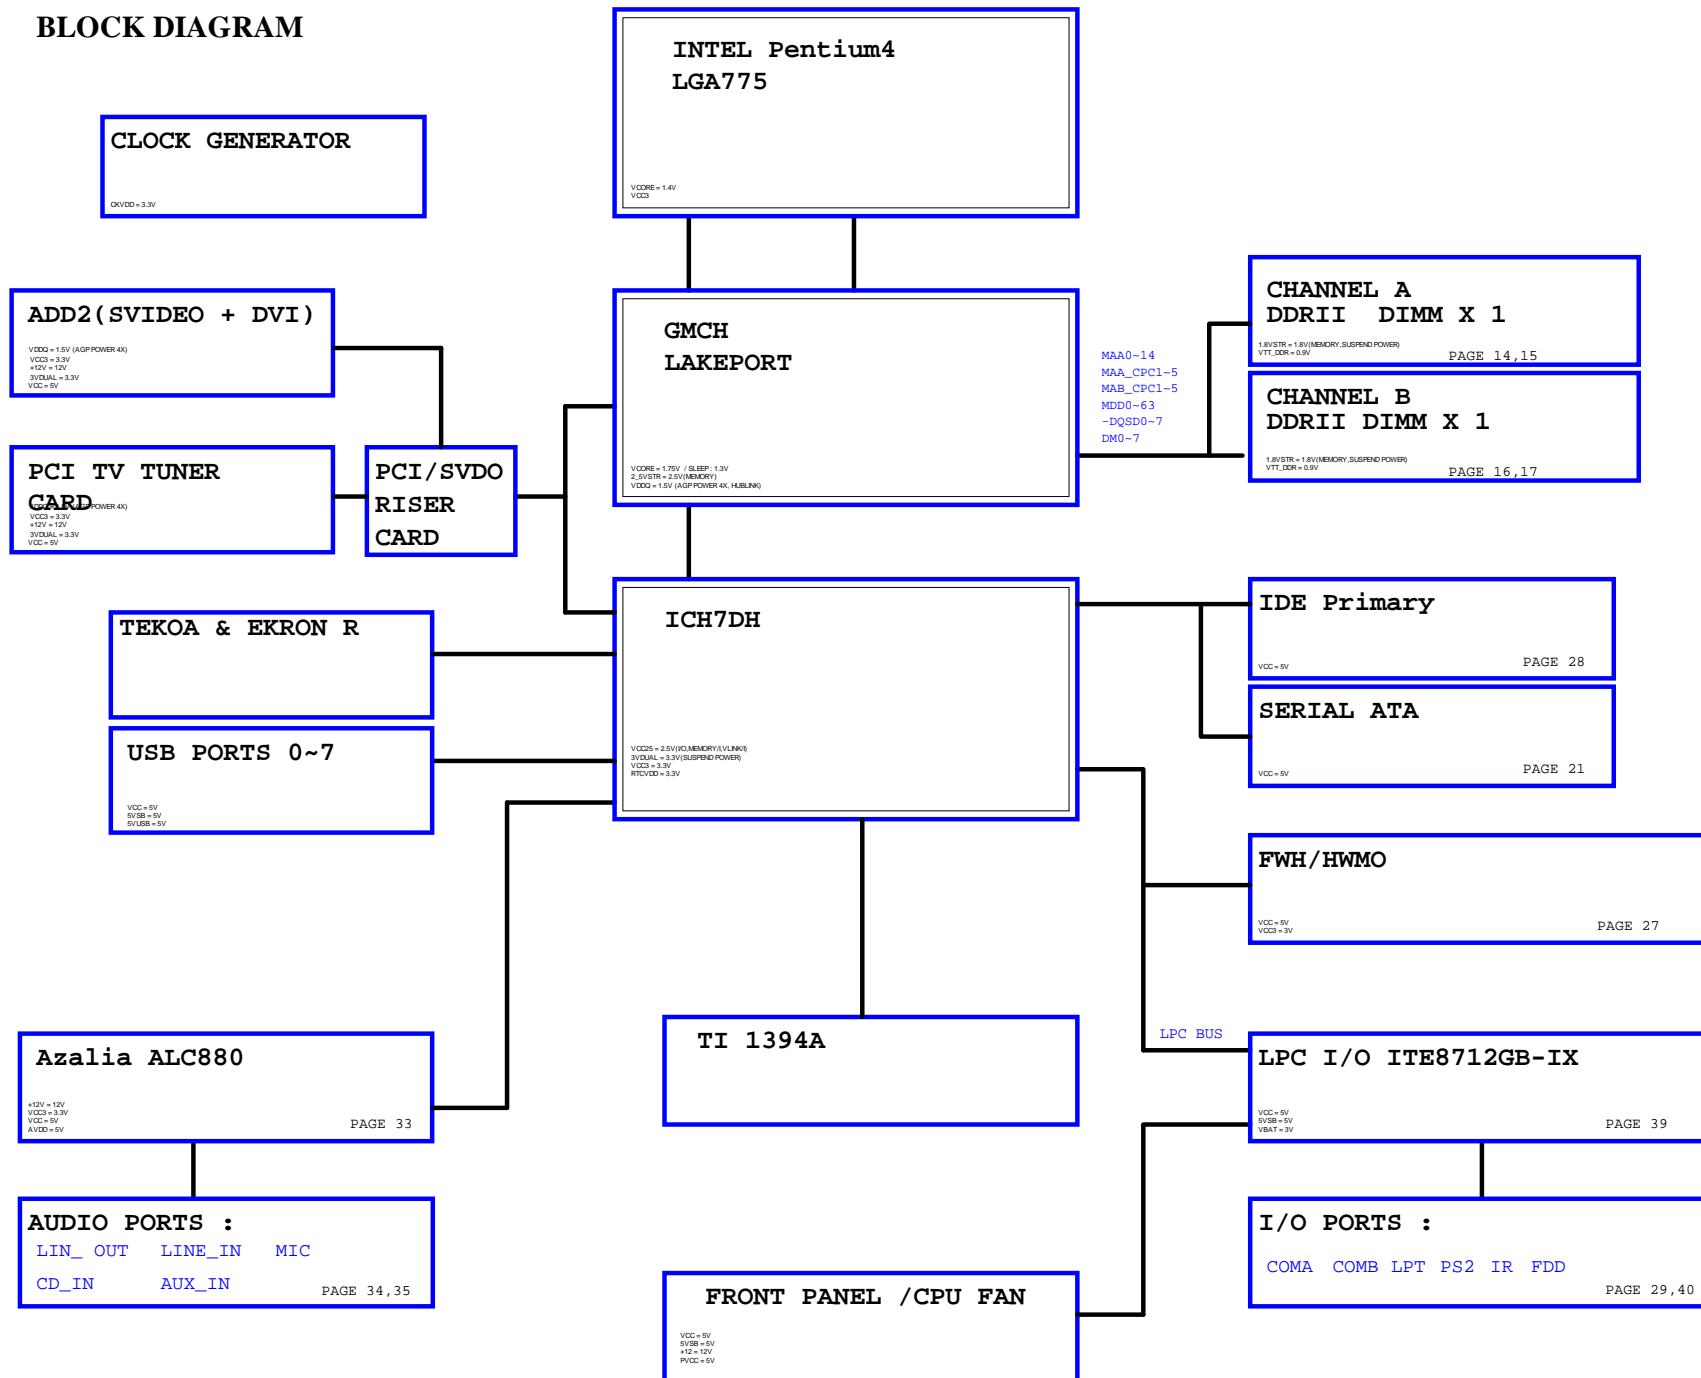 BLOCK DIAGRAM
INTEL Pentium4
LGA775
VCORE = 1.4V
VCC3
CLOCK GENERATOR
CKVDD = 3.3V
ADD2(SVIDEO + DVI)
VDDQ = 1.5V (AGP POWER 4X)
VCC3 = 3.3V
+12V = 12V
3VDUAL = 3.3V
VCC = 5V
GMCH
LAKEPORT
VCORE = 1.75V / SLEEP : 1.3V
2_5VSTR = 2.5V(MEMORY)
VDDQ = 1.5V (AGP POWER 4X, HUBLINK)
MAA0~14
MAA_CPC1~5
MAB_CPC1~5
MDD0~63
-DQSD0~7
DM0~7
CHANNEL A
DDRII DIMM X 1
1.8VSTR = 1.8V(MEMORY,SUSPEND POWER)
VTT_DDR = 0.9V
PAGE 14,15
CHANNEL B
DDRII DIMM X 1
1.8VSTR = 1.8V(MEMORY,SUSPEND POWER)
VTT_DDR = 0.9V
PAGE 16,17
PCI TV TUNER
CARD
POWER 4X)
VCC3 = 3.3V
+12V = 12V
3VDUAL = 3.3V
VCC = 5V
PCI/SVDO
RISER
CARD
TEKOA & EKRON R
USB PORTS 0~7
VCC = 5V
5VSB = 5V
5VUSB = 5V
ICH7DH
VCC25 = 2.5V(I/O,MEMORY/I,VLINK/I)
3VDUAL = 3.3V(SUSPEND POWER)
VCC3 = 3.3V
RTCVDD = 3.3V
IDE Primary
VCC = 5V
PAGE 28
SERIAL ATA
VCC = 5V
PAGE 21
FWH/HWMO
VCC = 5V
VCC3 = 3V
PAGE 27
TI 1394A
LPC BUS
LPC I/O ITE8712GB-IX
VCC = 5V
5VSB = 5V
VBAT = 3V
PAGE 39
Azalia ALC880
+12V = 12V
VCC3 = 3.3V
VCC = 5V
AVDD = 5V
PAGE 33
AUDIO PORTS :
LIN_ OUT LINE_IN MIC
CD_IN AUX_IN
PAGE 34,35
I/O PORTS :
COMA COMB LPT PS2 IR FDD
PAGE 29,40
FRONT PANEL /CPU FAN
VCC = 5V
5VSB = 5V
+12 = 12V
PVCC = 5V